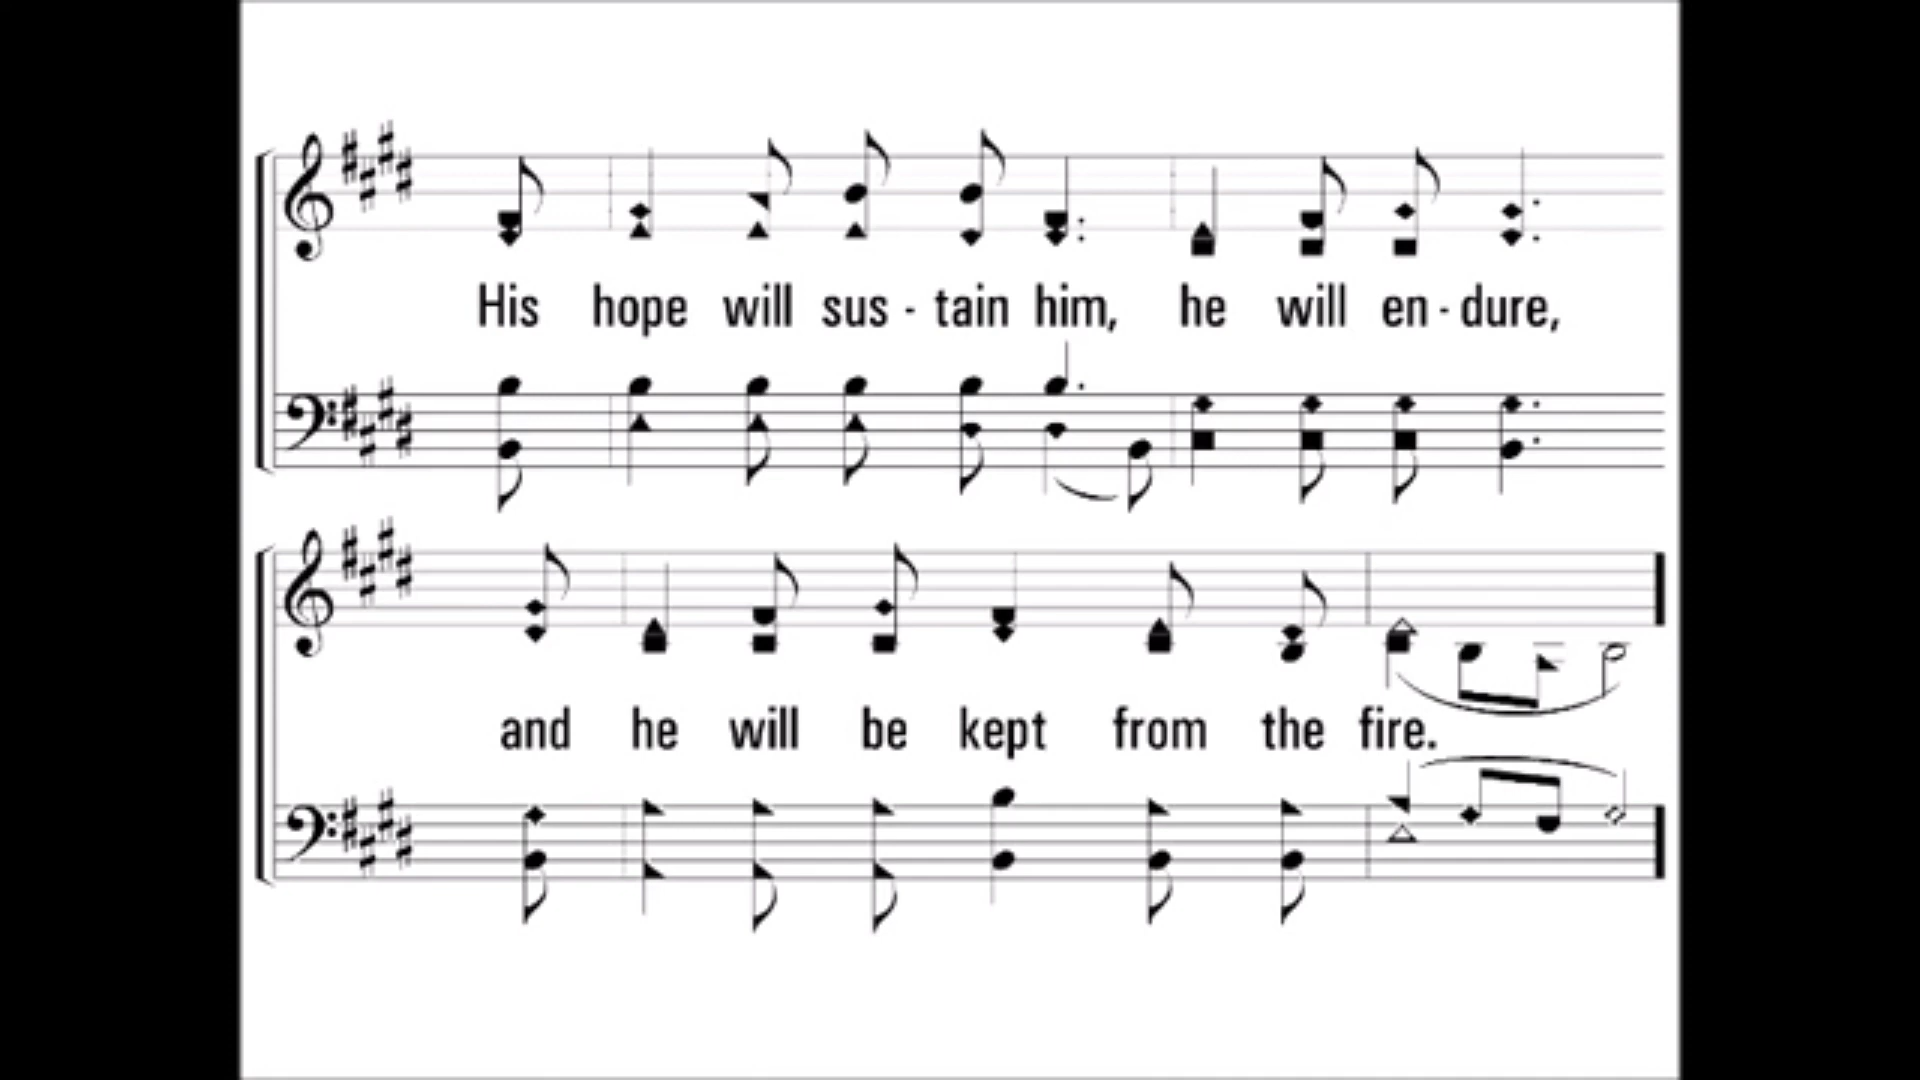 His hope will sus - tain him, he will en - dure,
and he will be kept from the fire.